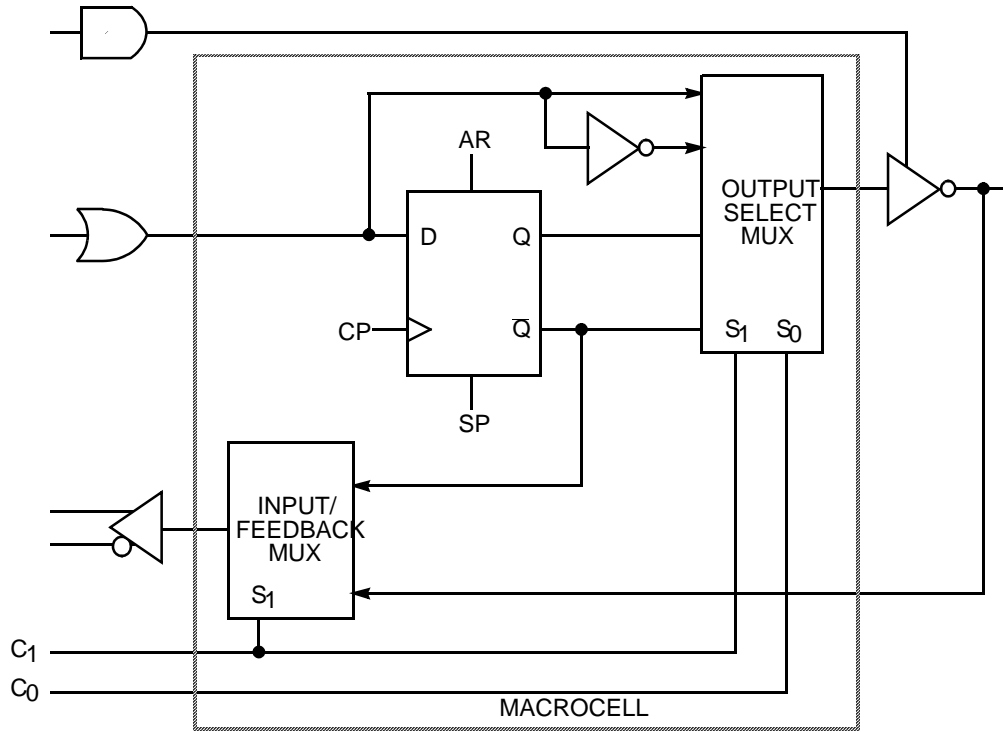 AR
OUTPUT
SELECT
MUX
D Q
CP Q̅
S1 S0
SP
INPUT/
FEEDBACK
MUX
S1
C1
C0
MACROCELL